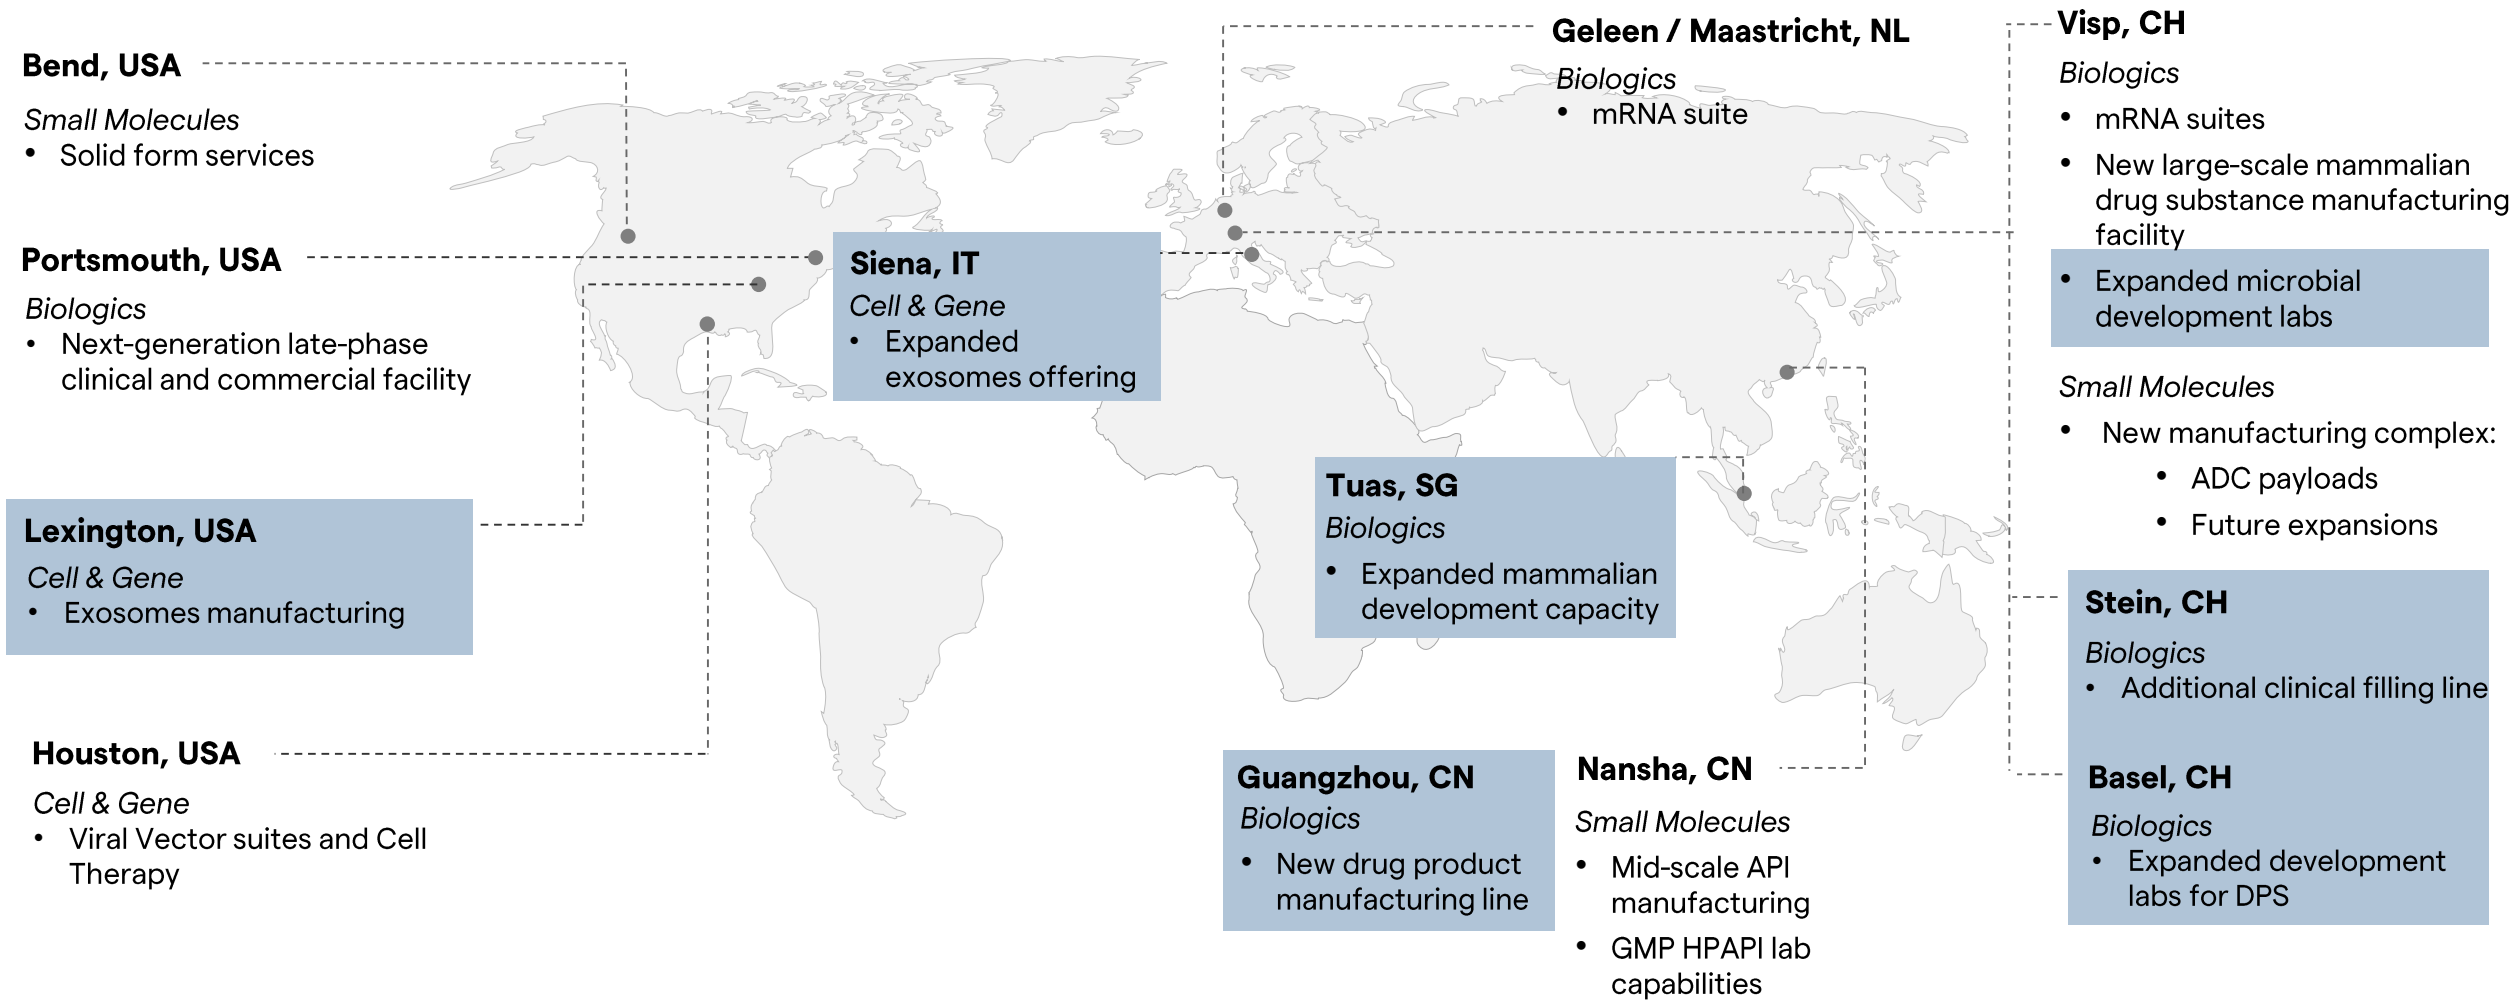 Bend, USA
Small Molecules
• Solid form services
Portsmouth, USA
Biologics
• Next-generation late-phase
clinical and commercial facility
Lexington, USA
Cell & Gene
• Exosomes manufacturing
Houston, USA
Cell & Gene
• Viral Vector suites and Cell
Therapy
Siena, IT
Cell & Gene
• Expanded
exosomes offering
Geleen / Maastricht, NL
Biologics
• mRNA suite
Tuas, SG
Biologics
• Expanded mammalian
development capacity
Guangzhou, CN
Biologics
• New drug product
manufacturing line
Nansha, CN
Small Molecules
• Mid-scale API
manufacturing
• GMP HPAPI lab
capabilities
Visp, CH
Biologics
• mRNA suites
• New large-scale mammalian
drug substance manufacturing
facility
• Expanded microbial
development labs
Small Molecules
• New manufacturing complex:
• ADC payloads
• Future expansions
Stein, CH
Biologics
• Additional clinical filling line
Basel, CH
Biologics
• Expanded development
labs for DPS